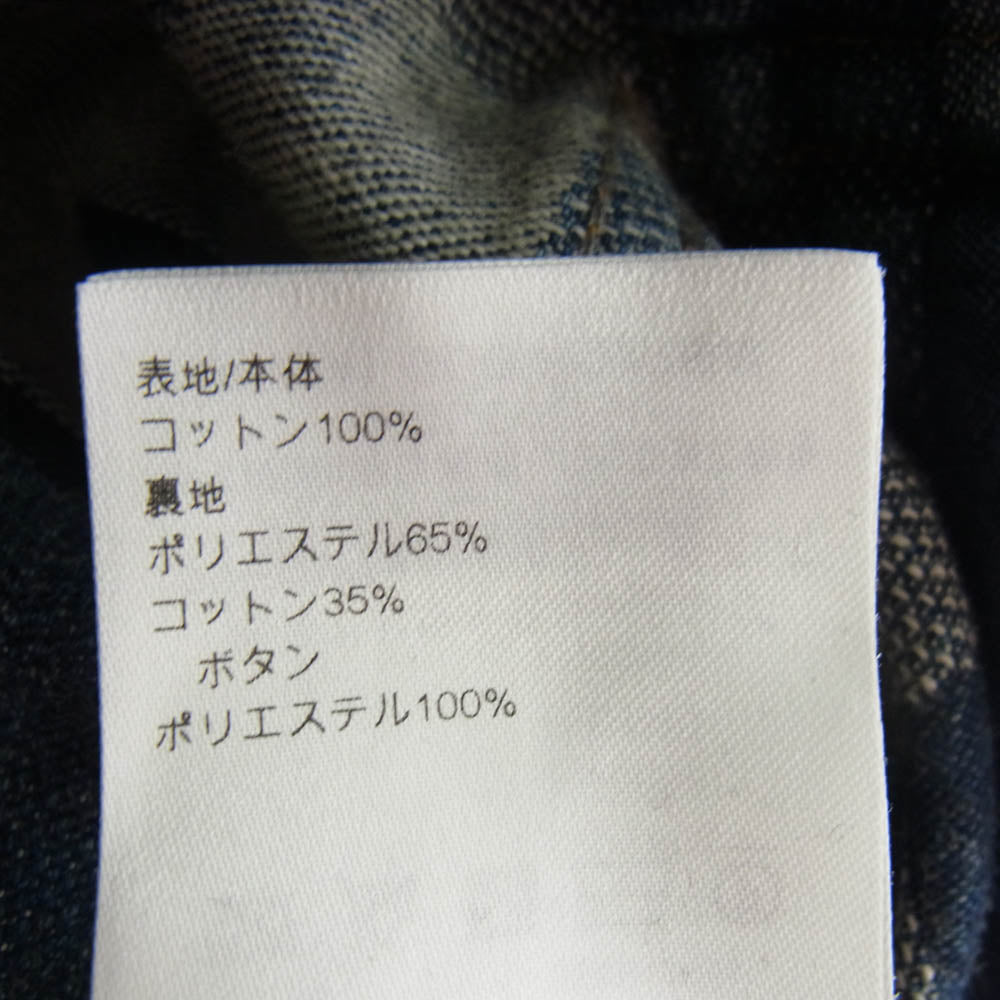 表地/本体
コットン100%
裏地
ポリエステル65%
コットン35%
ボタン
ポリエステル100%